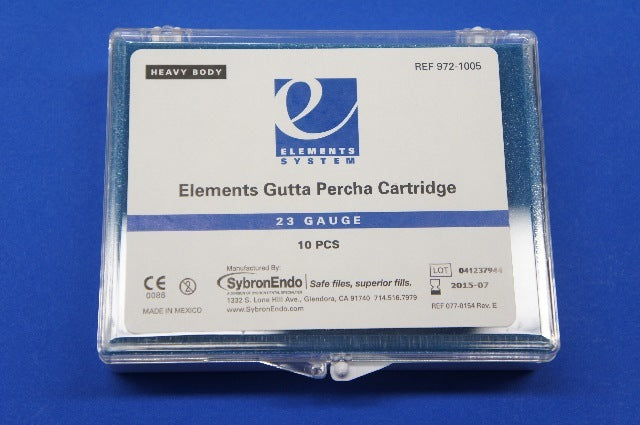 HEAVY BODY
REF 972-1005
e
ELEMENTS
SYSTEM
Elements Gutta Percha Cartridge
23 GAUGE
10 PCS
CE
0086
MADE IN MEXICO
Manufactured By:
SybronEndo
Safe files, superior fills.
1332 S. Lone Hill Ave., Glendora, CA 91740 714.516.7979
www.SybronEndo.com
LOT 041237944
2015-07
REF 077-0154 Rev. E